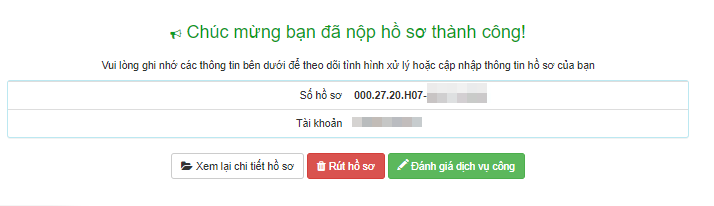 Chúc mừng bạn đã nộp hồ sơ thành công!
Vui lòng ghi nhớ các thông tin bên dưới để theo dõi tình hình xử lý hoặc cập nhập thông tin hồ sơ của bạn
Số hồ sơ 000.27.20.H07-
Tài khoản
Xem lại chi tiết hồ sơ Rút hồ sơ Đánh giá dịch vụ công